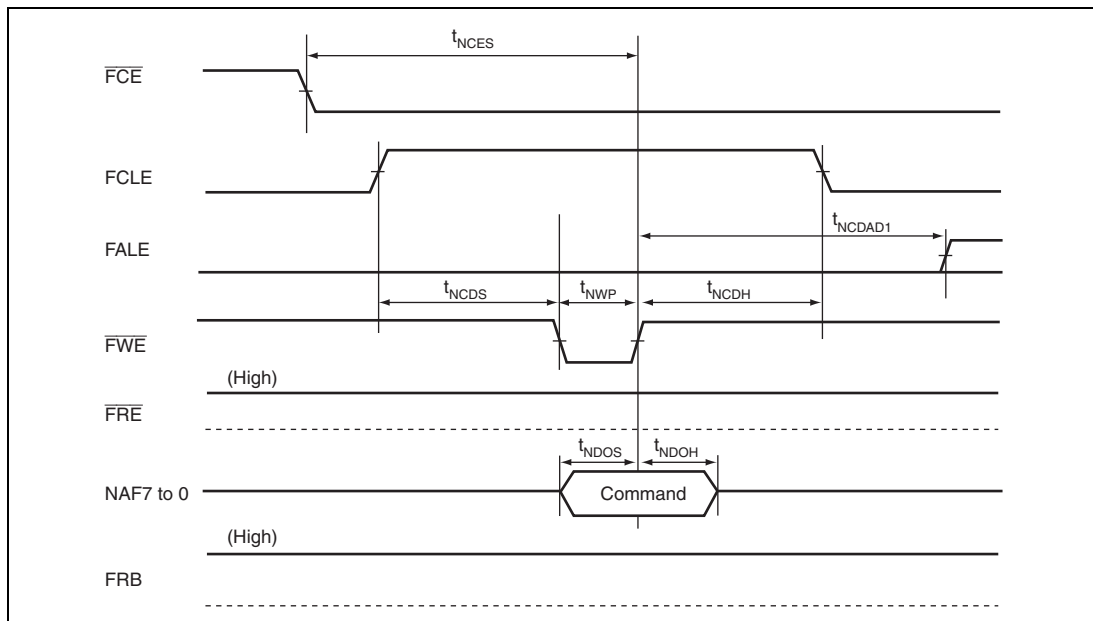 tNCES
FCE
FCLE
tNCDAD1
FALE
tNCDS
tNWP
tNCDH
FWE
(High)
FRE
tNDOS
tNDOH
NAF7 to 0
Command
(High)
FRB